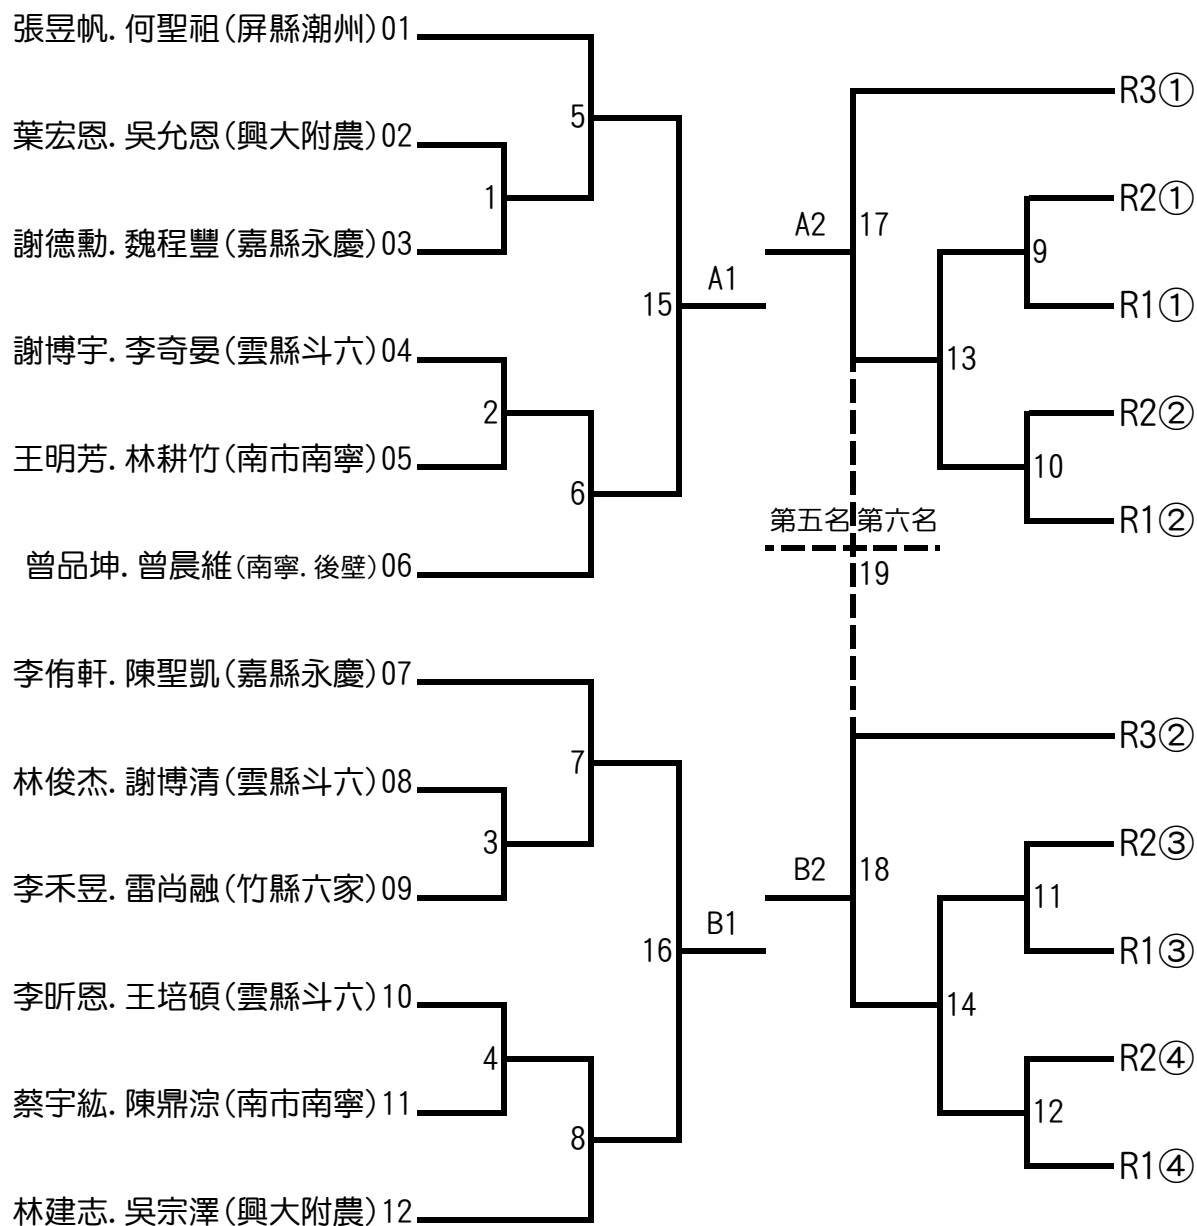 張昱帆. 何聖祖(屏縣潮州)01
葉宏恩. 吳允恩(興大附農)02
謝德勳. 魏程豐(嘉縣永慶)03
謝博宇. 李奇晏(雲縣斗六)04
王明芳. 林耕竹(南市南寧)05
曾品坤. 曾晨維(南寧. 後壁)06
李侑軒. 陳聖凱(嘉縣永慶)07
林俊杰. 謝博清(雲縣斗六)08
李禾昱. 雷尚融(竹縣六家)09
李昕恩. 王培碩(雲縣斗六)10
蔡宇紘. 陳鼎淙(南市南寧)11
林建志. 吳宗澤(興大附農)12
1
2
3
4
5
6
7
8
15
16
A1
B1
A2
17
第五名 第六名
19
B2
18
13
14
9
10
11
12
R3①
R2①
R1①
R2②
R1②
R3②
R2③
R1③
R2④
R1④